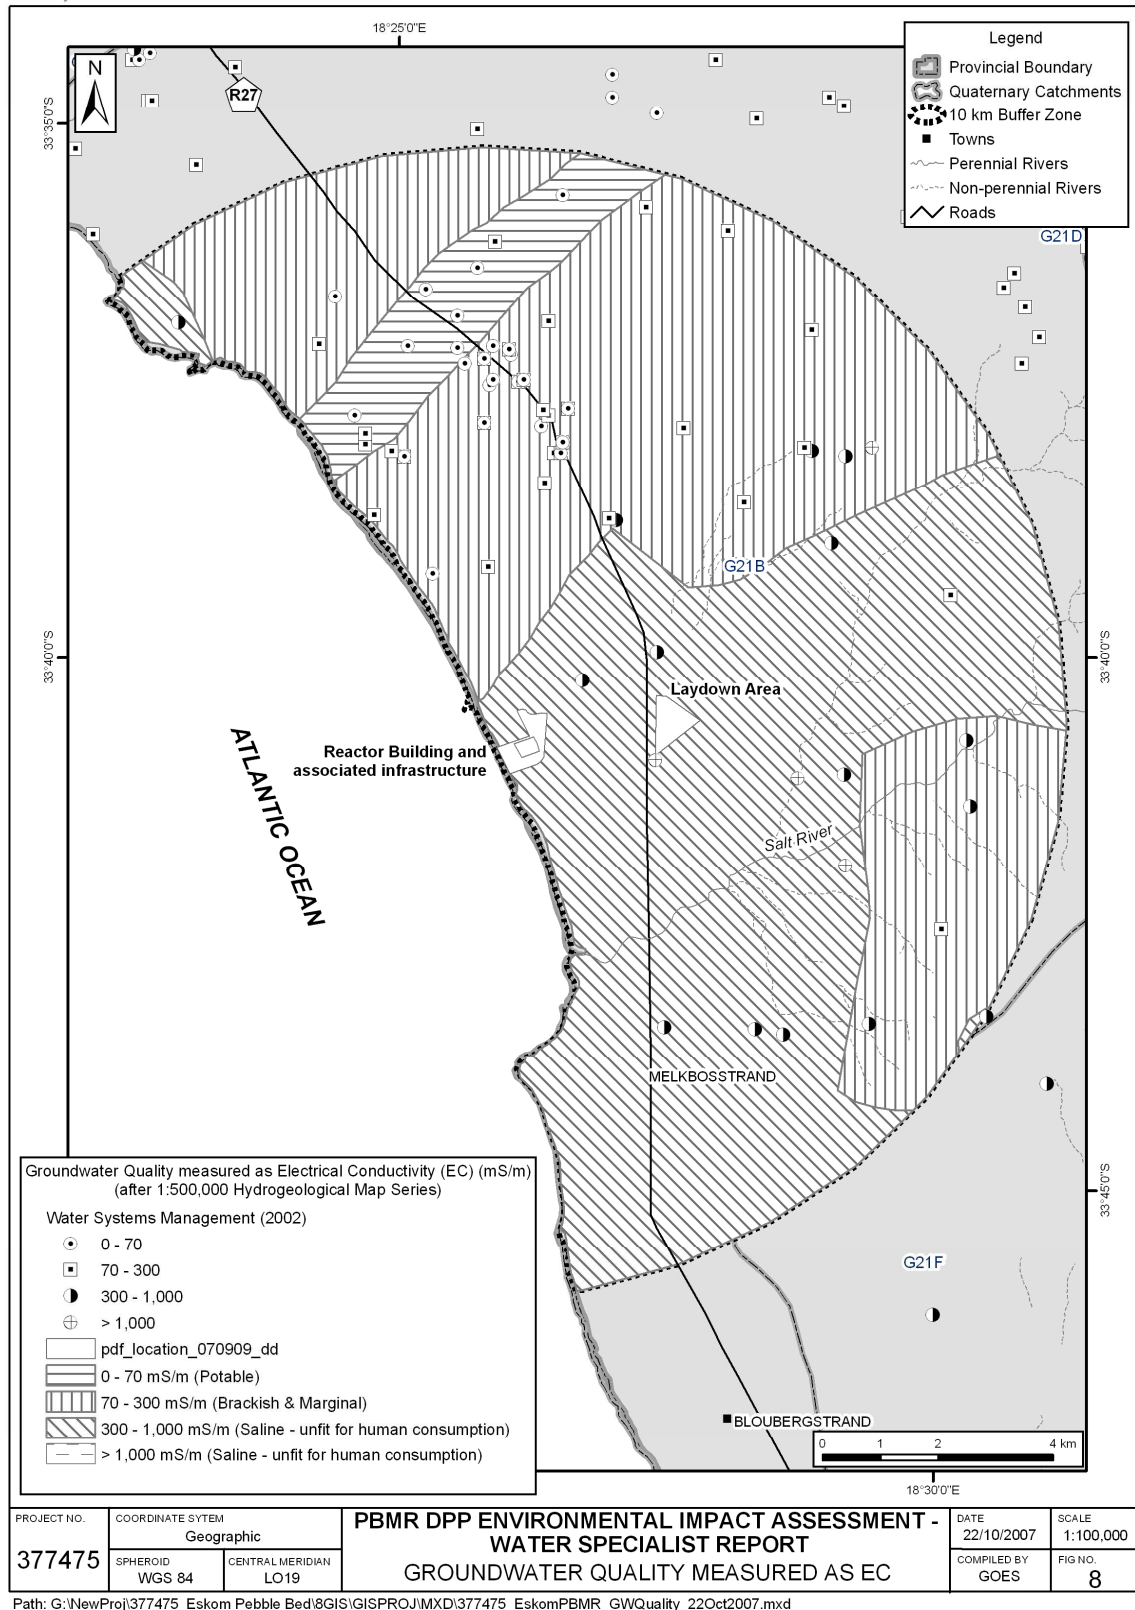 18°25'0"E
N
R27
Legend
Provincial Boundary
Quaternary Catchments
10 km Buffer Zone
Towns
Perennial Rivers
Non-perennial Rivers
Roads
33°35'0"S
G21D
G21B
33°40'0"S
33°40'0"S
Laydown Area
Reactor Building and
associated infrastructure
ATLANTIC OCEAN
Salt River
MELKBOSSTRAND
33°45'0"S
G21F
BLOUBERGSTRAND
0 1 2 4 km
18°30'0"E
Groundwater Quality measured as Electrical Conductivity (EC) (mS/m)
(after 1:500,000 Hydrogeological Map Series)
Water Systems Management (2002)
0 - 70
70 - 300
300 - 1,000
> 1,000
pdf_location_070909_dd
0 - 70 mS/m (Potable)
70 - 300 mS/m (Brackish & Marginal)
300 - 1,000 mS/m (Saline - unfit for human consumption)
> 1,000 mS/m (Saline - unfit for human consumption)
PROJECT NO.
377475
COORDINATE SYTEM
Geographic
SPHEROID
WGS 84
CENTRAL MERIDIAN
LO19
PBMR DPP ENVIRONMENTAL IMPACT ASSESSMENT -
WATER SPECIALIST REPORT
GROUNDWATER QUALITY MEASURED AS EC
DATE
22/10/2007
SCALE
1:100,000
COMPILED BY
GOES
FIG NO.
8
Path: G:\NewProj\377475_Eskom Pebble Bed\8GIS\GISPROJ\MXD\377475_EskomPBMR_GWQuality_22Oct2007.mxd